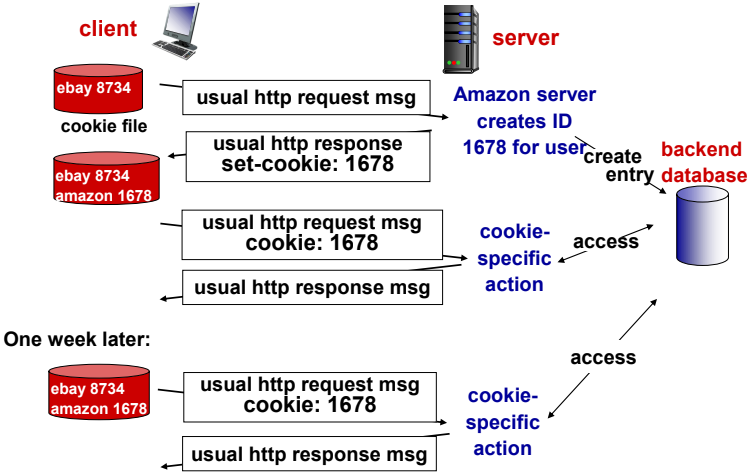 client
server
ebay 8734
usual http request msg
Amazon server
creates ID
1678 for user
cookie file
usual http response
set-cookie: 1678
create
entry
backend
database
ebay 8734
amazon 1678
usual http request msg
cookie: 1678
cookie-
specific
action
access
usual http response msg
One week later:
access
ebay 8734
amazon 1678
usual http request msg
cookie: 1678
cookie-
specific
action
usual http response msg